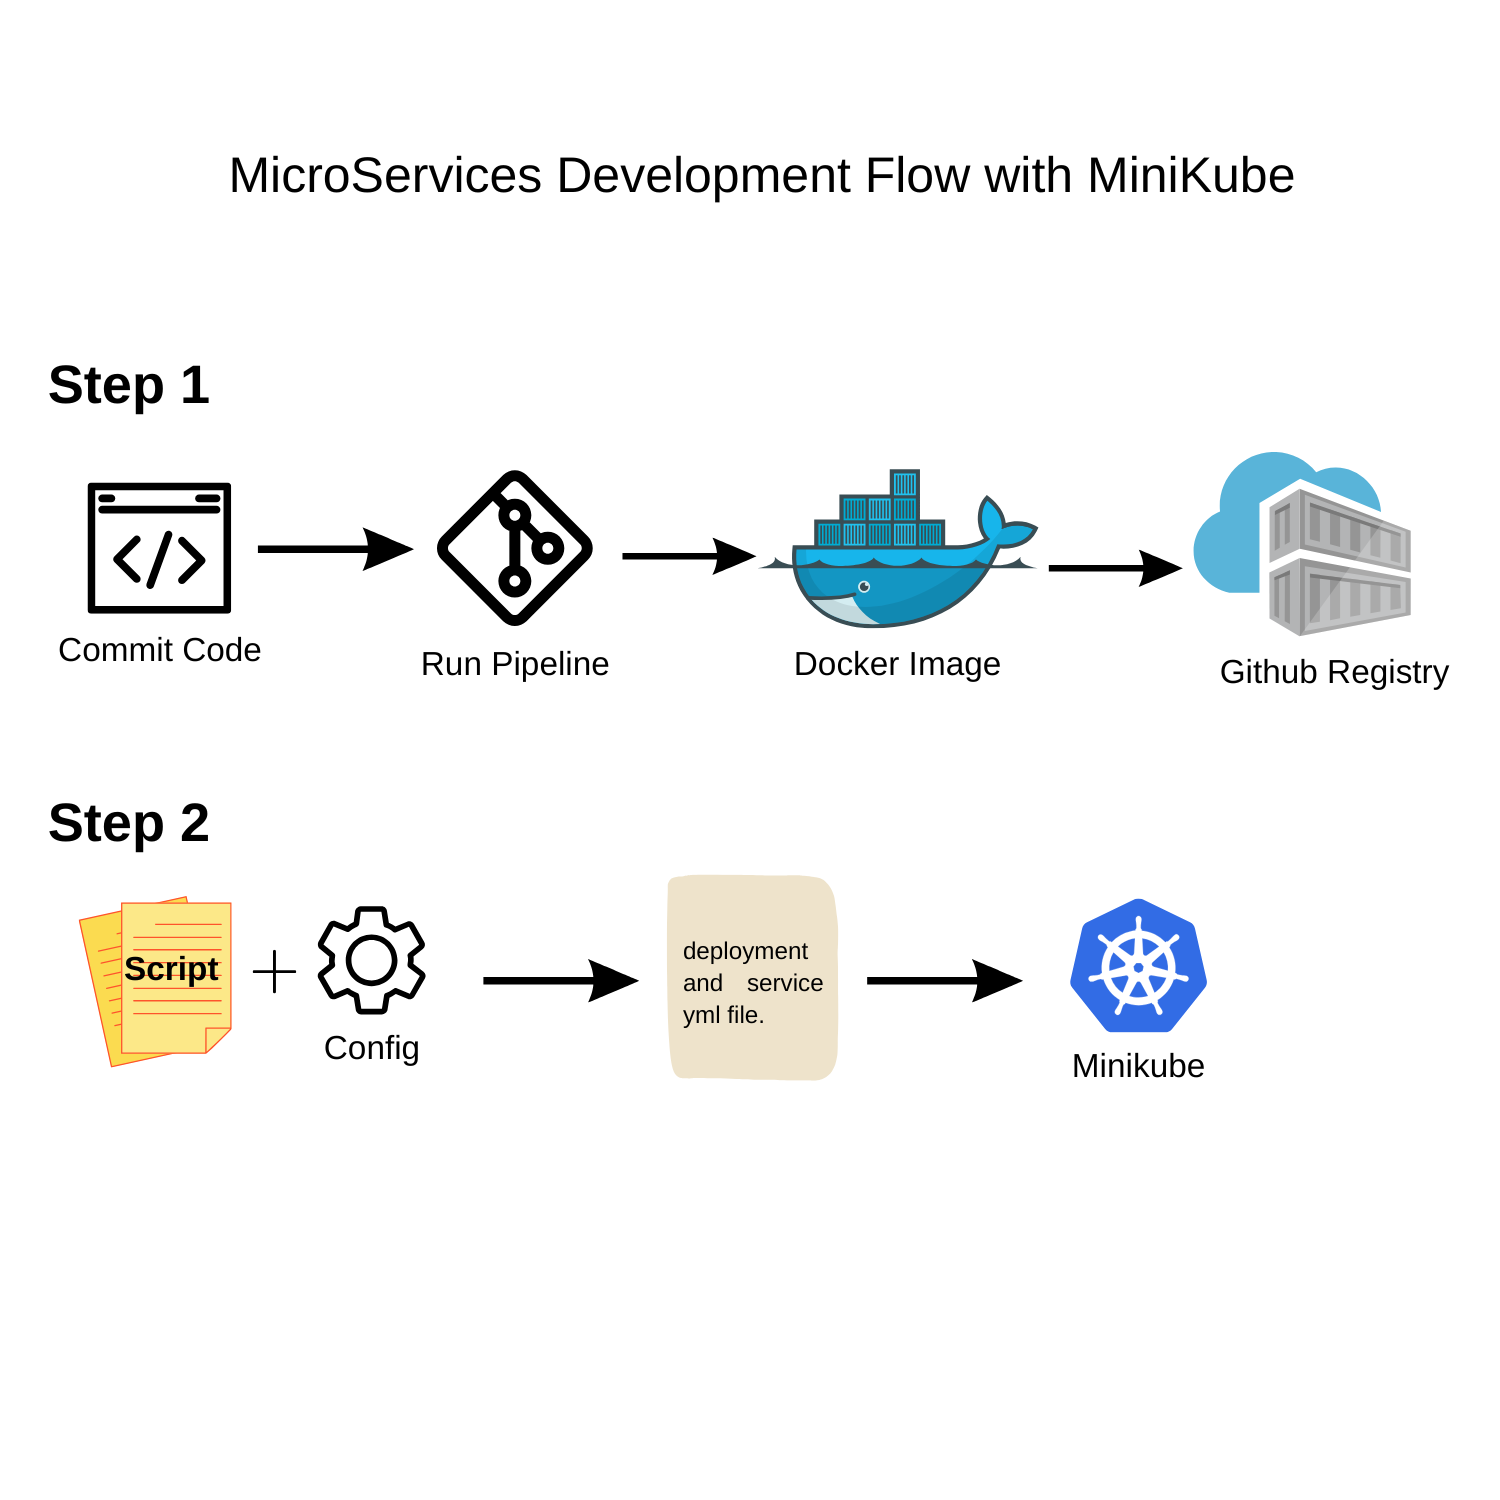 MicroServices Development Flow with MiniKube
Step 1
Commit Code
Run Pipeline
Docker Image
Github Registry
Step 2
Script
Config
deployment
and service
yml file.
Minikube